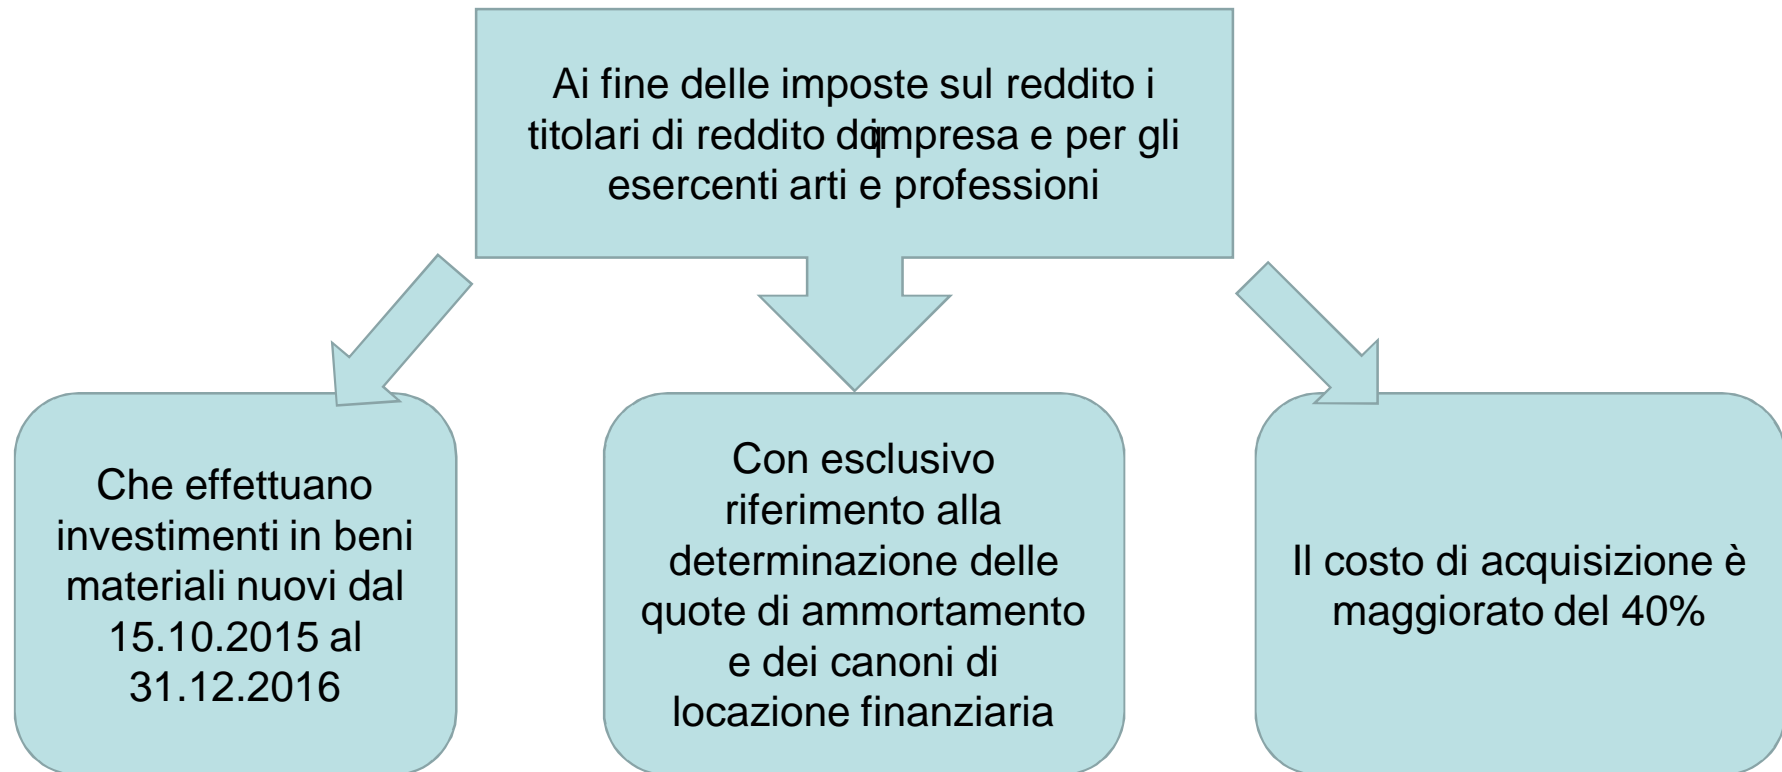 Ai fine delle imposte sul reddito i
titolari di reddito d'impresa e per gli
esercenti arti e professioni
Che effettuano
investimenti in beni
materiali nuovi dal
15.10.2015 al
31.12.2016
Con esclusivo
riferimento alla
determinazione delle
quote di ammortamento
e dei canoni di
locazione finanziaria
Il costo di acquisizione è
maggiorato del 40%